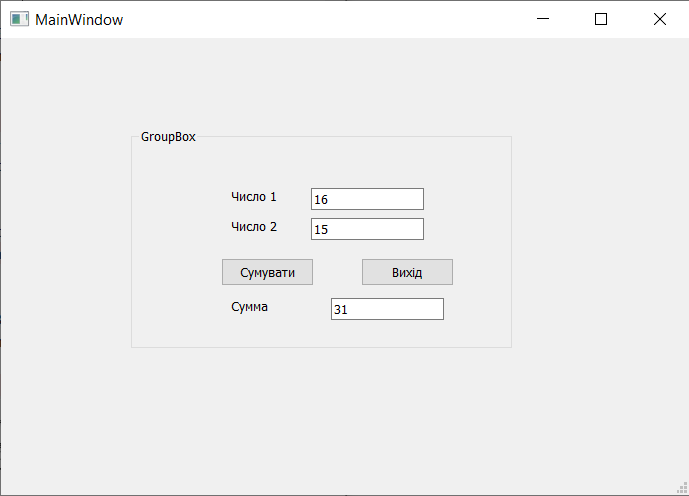 MainWindow
GroupBox
Число 1
16
Число 2
15
Сумувати
Вихід
Сумма
31